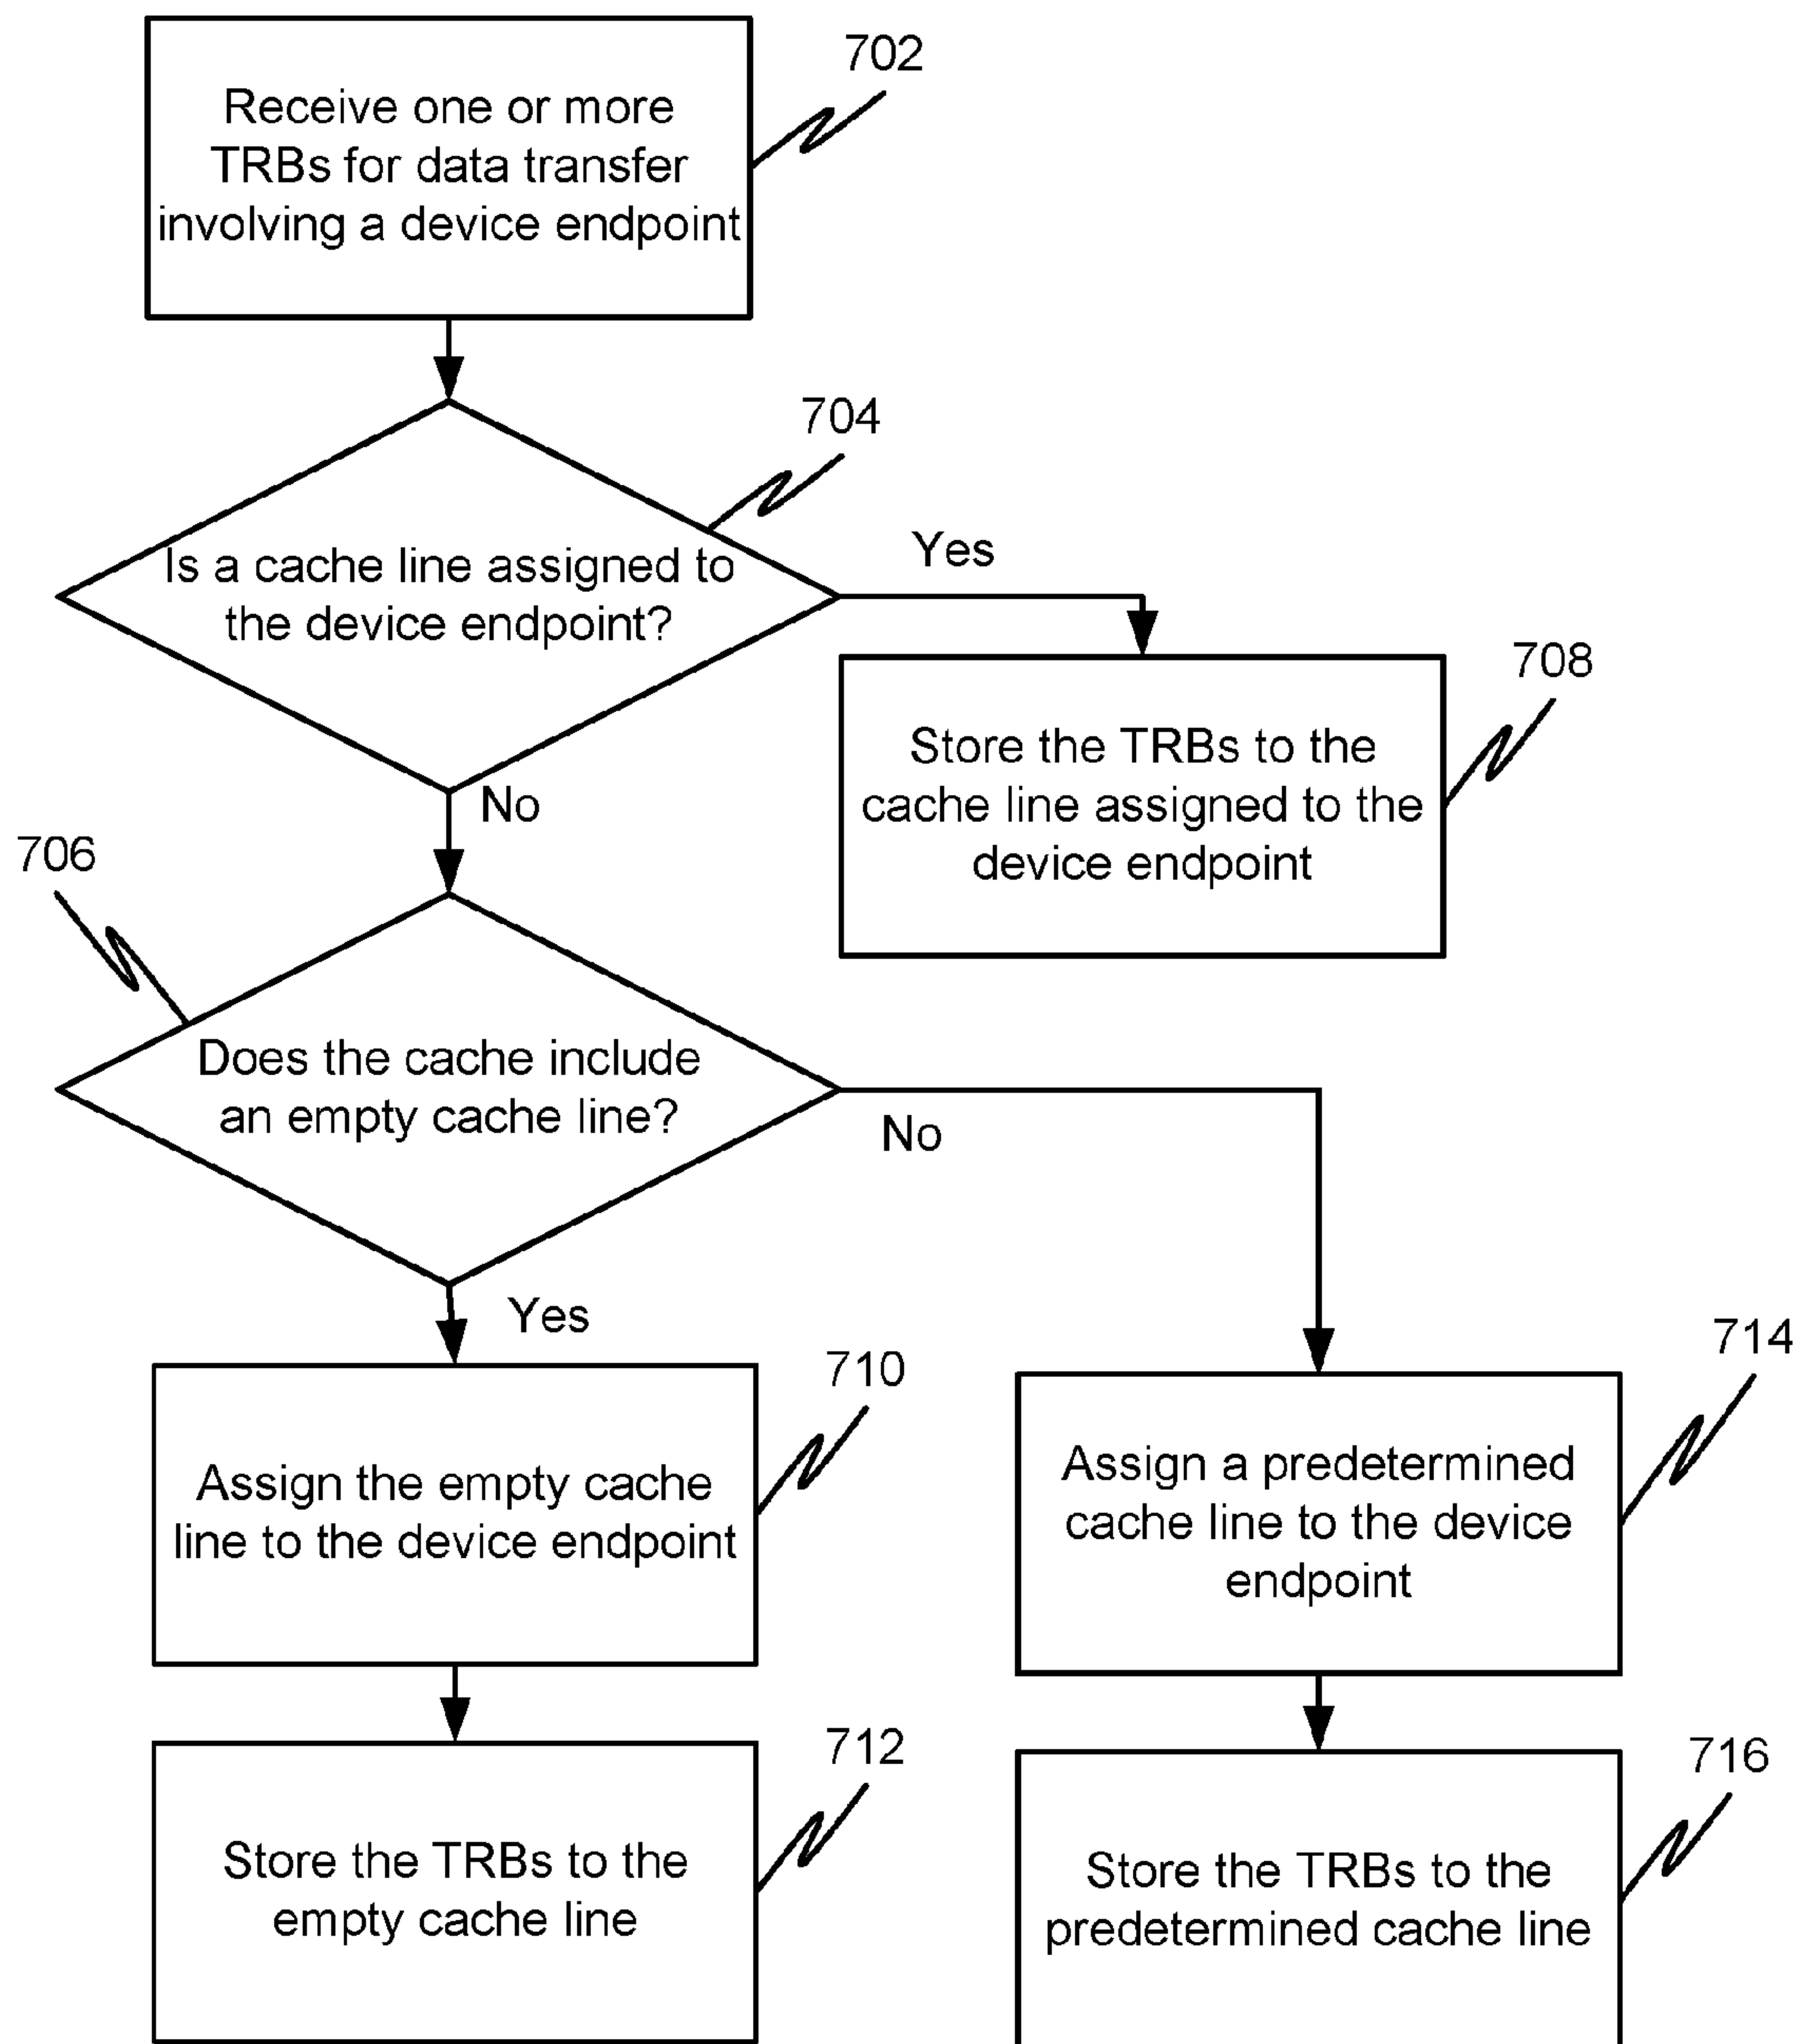 702
Receive one or more
TRBs for data transfer
involving a device endpoint
704
Is a cache line assigned to
the device endpoint?
Yes
No
708
Store the TRBs to the
cache line assigned to the
device endpoint
706
Does the cache include
an empty cache line?
No
Yes
710
Assign the empty cache
line to the device endpoint
714
Assign a predetermined
cache line to the device
endpoint
712
Store the TRBs to the
empty cache line
716
Store the TRBs to the
predetermined cache line